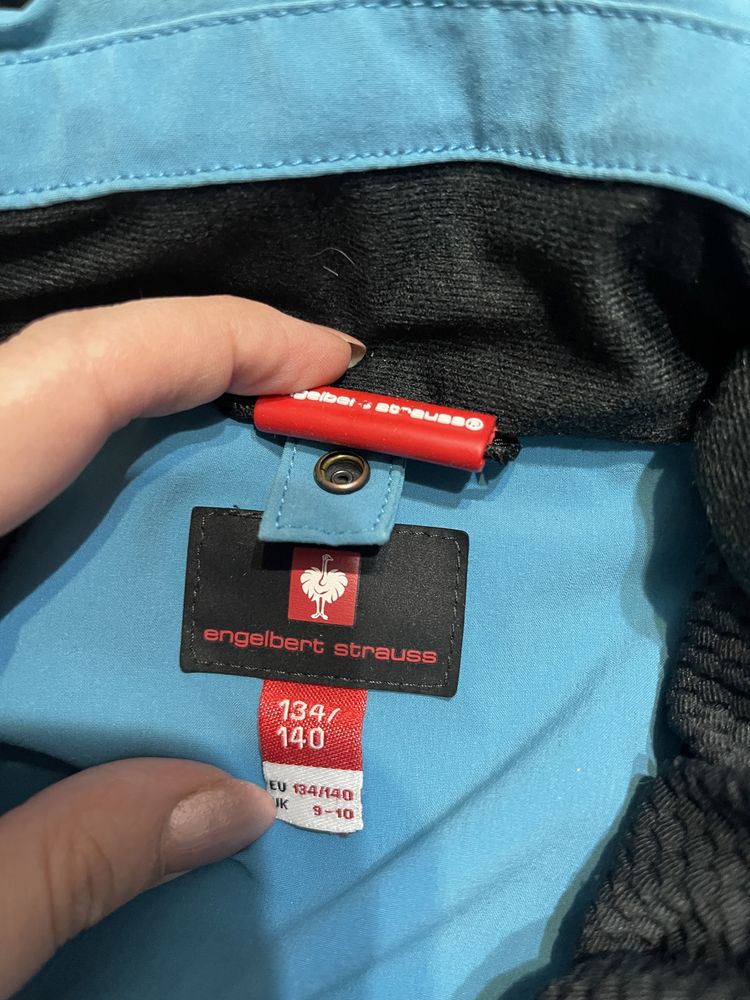 engelbert strauss®
engelbert strauss
134/
140
EU 134/140
UK 9-10